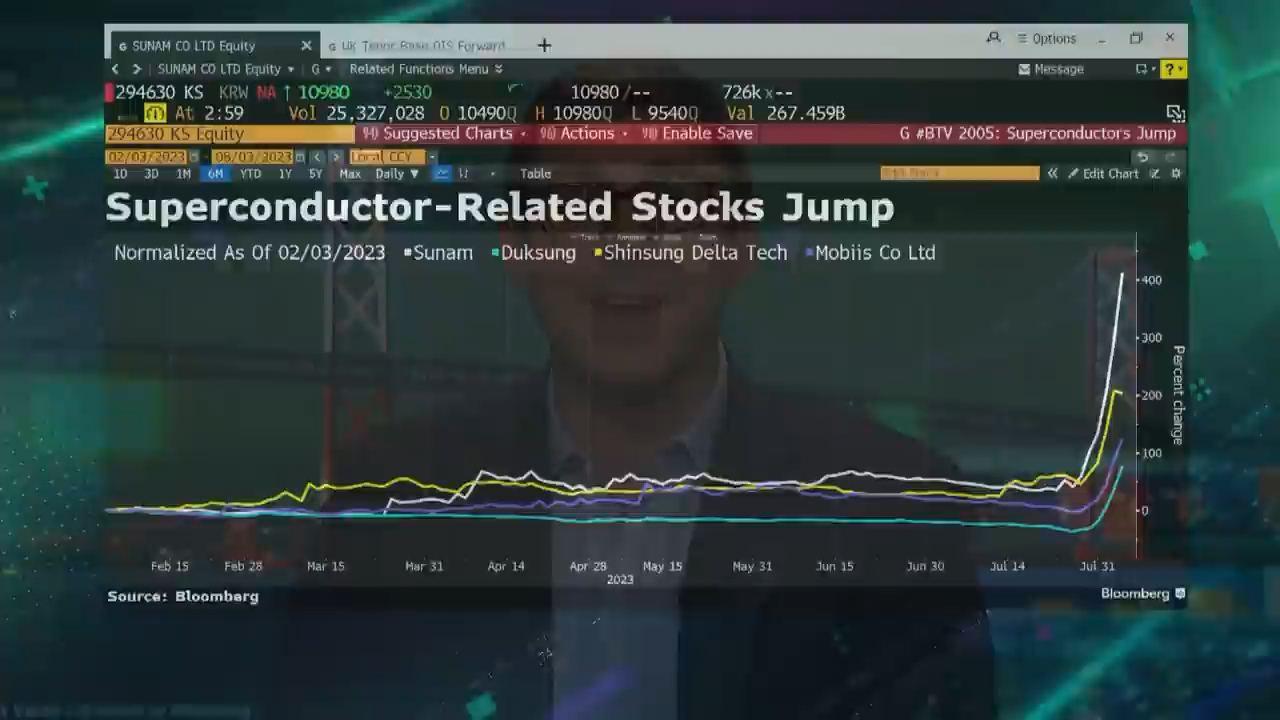 G SUNAM CO LTD Equity × G UK Tenor Base OIS Forward... +
Options
< > SUNAM CO LTD Equity G Related Functions Menu
Message ?
294630 KS KRW NA ↑ 10980 +2530 10980 /-- 726k x --
At 2:59 Vol 25,327,028 O 10490Q H 10980Q L 9540Q Val 267.459B
294630 KS Equity Suggested Charts Actions Enable Save G #BTV 2005: Superconductors Jump
02/03/2023 - 08/03/2023 Local CCY
1D 3D 1M 6M YTD 1Y 5Y Max Daily ▼ Table « Edit Chart
Superconductor-Related Stocks Jump
Normalized As Of 02/03/2023 Sunam Duksung Shinsung Delta Tech Mobiis Co Ltd
400
300
200
100
0
Percent change
Feb 15 Feb 28 Mar 15 Mar 31 Apr 14 Apr 28 May 15 May 31 Jun 15 Jun 30 Jul 14 Jul 31
2023
Source: Bloomberg
Bloomberg